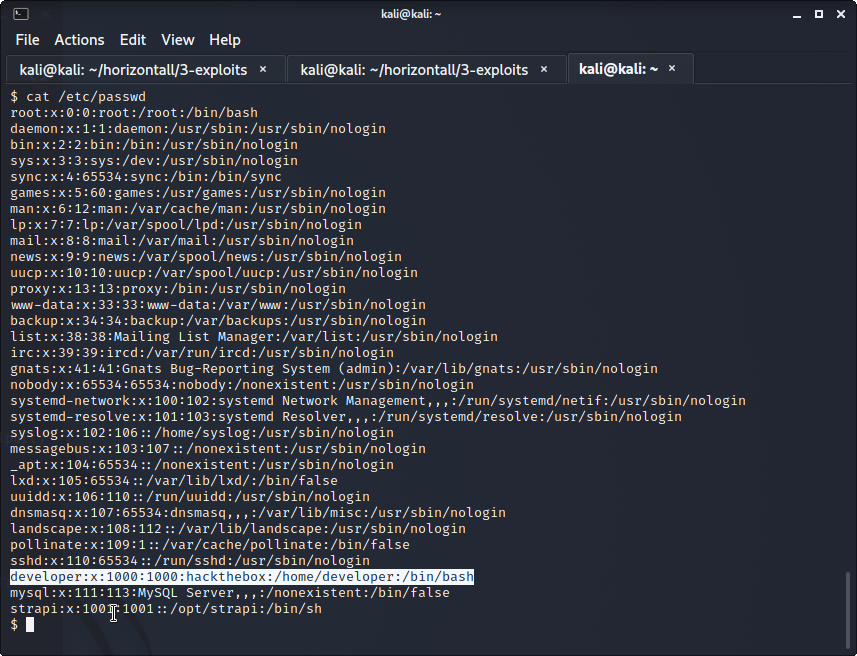 kali@kali: ~
File Actions Edit View Help
kali@kali: ~/horizontall/3-exploits × kali@kali: ~/horizontall/3-exploits × kali@kali: ~ ×
$ cat /etc/passwd
root:x:0:0:root:/root:/bin/bash
daemon:x:1:1:daemon:/usr/sbin:/usr/sbin/nologin
bin:x:2:2:bin:/bin:/usr/sbin/nologin
sys:x:3:3:sys:/dev:/usr/sbin/nologin
sync:x:4:65534:sync:/bin:/bin/sync
games:x:5:60:games:/usr/games:/usr/sbin/nologin
man:x:6:12:man:/var/cache/man:/usr/sbin/nologin
lp:x:7:7:lp:/var/spool/lpd:/usr/sbin/nologin
mail:x:8:8:mail:/var/mail:/usr/sbin/nologin
news:x:9:9:news:/var/spool/news:/usr/sbin/nologin
uucp:x:10:10:uucp:/var/spool/uucp:/usr/sbin/nologin
proxy:x:13:13:proxy:/bin:/usr/sbin/nologin
www-data:x:33:33:www-data:/var/www:/usr/sbin/nologin
backup:x:34:34:backup:/var/backups:/usr/sbin/nologin
list:x:38:38:Mailing List Manager:/var/list:/usr/sbin/nologin
irc:x:39:39:ircd:/var/run/ircd:/usr/sbin/nologin
gnats:x:41:41:Gnats Bug-Reporting System (admin):/var/lib/gnats:/usr/sbin/nologin
nobody:x:65534:65534:nobody:/nonexistent:/usr/sbin/nologin
systemd-network:x:100:102:systemd Network Management,,,:/run/systemd/netif:/usr/sbin/nologin
systemd-resolve:x:101:103:systemd Resolver,,,:/run/systemd/resolve:/usr/sbin/nologin
syslog:x:102:106::/home/syslog:/usr/sbin/nologin
messagebus:x:103:107::/nonexistent:/usr/sbin/nologin
_apt:x:104:65534::/nonexistent:/usr/sbin/nologin
lxd:x:105:65534::/var/lib/lxd/:/bin/false
uuidd:x:106:110::/run/uuidd:/usr/sbin/nologin
dnsmasq:x:107:65534:dnsmasq,,,:/var/lib/misc:/usr/sbin/nologin
landscape:x:108:112::/var/lib/landscape:/usr/sbin/nologin
pollinate:x:109:1::/var/cache/pollinate:/bin/false
sshd:x:110:65534::/run/sshd:/usr/sbin/nologin
developer:x:1000:1000:hackthebox:/home/developer:/bin/bash
mysql:x:111:113:MySQL Server,,,:/nonexistent:/bin/false
strapi:x:1001:1001::/opt/strapi:/bin/sh
$